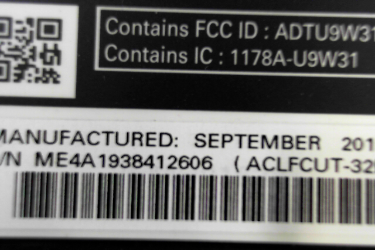 Contains FCC ID : ADTU9W31
Contains IC : 1178A-U9W31
MANUFACTURED: SEPTEMBER 201
/N ME4A1938412606 (ACLFCUT-32